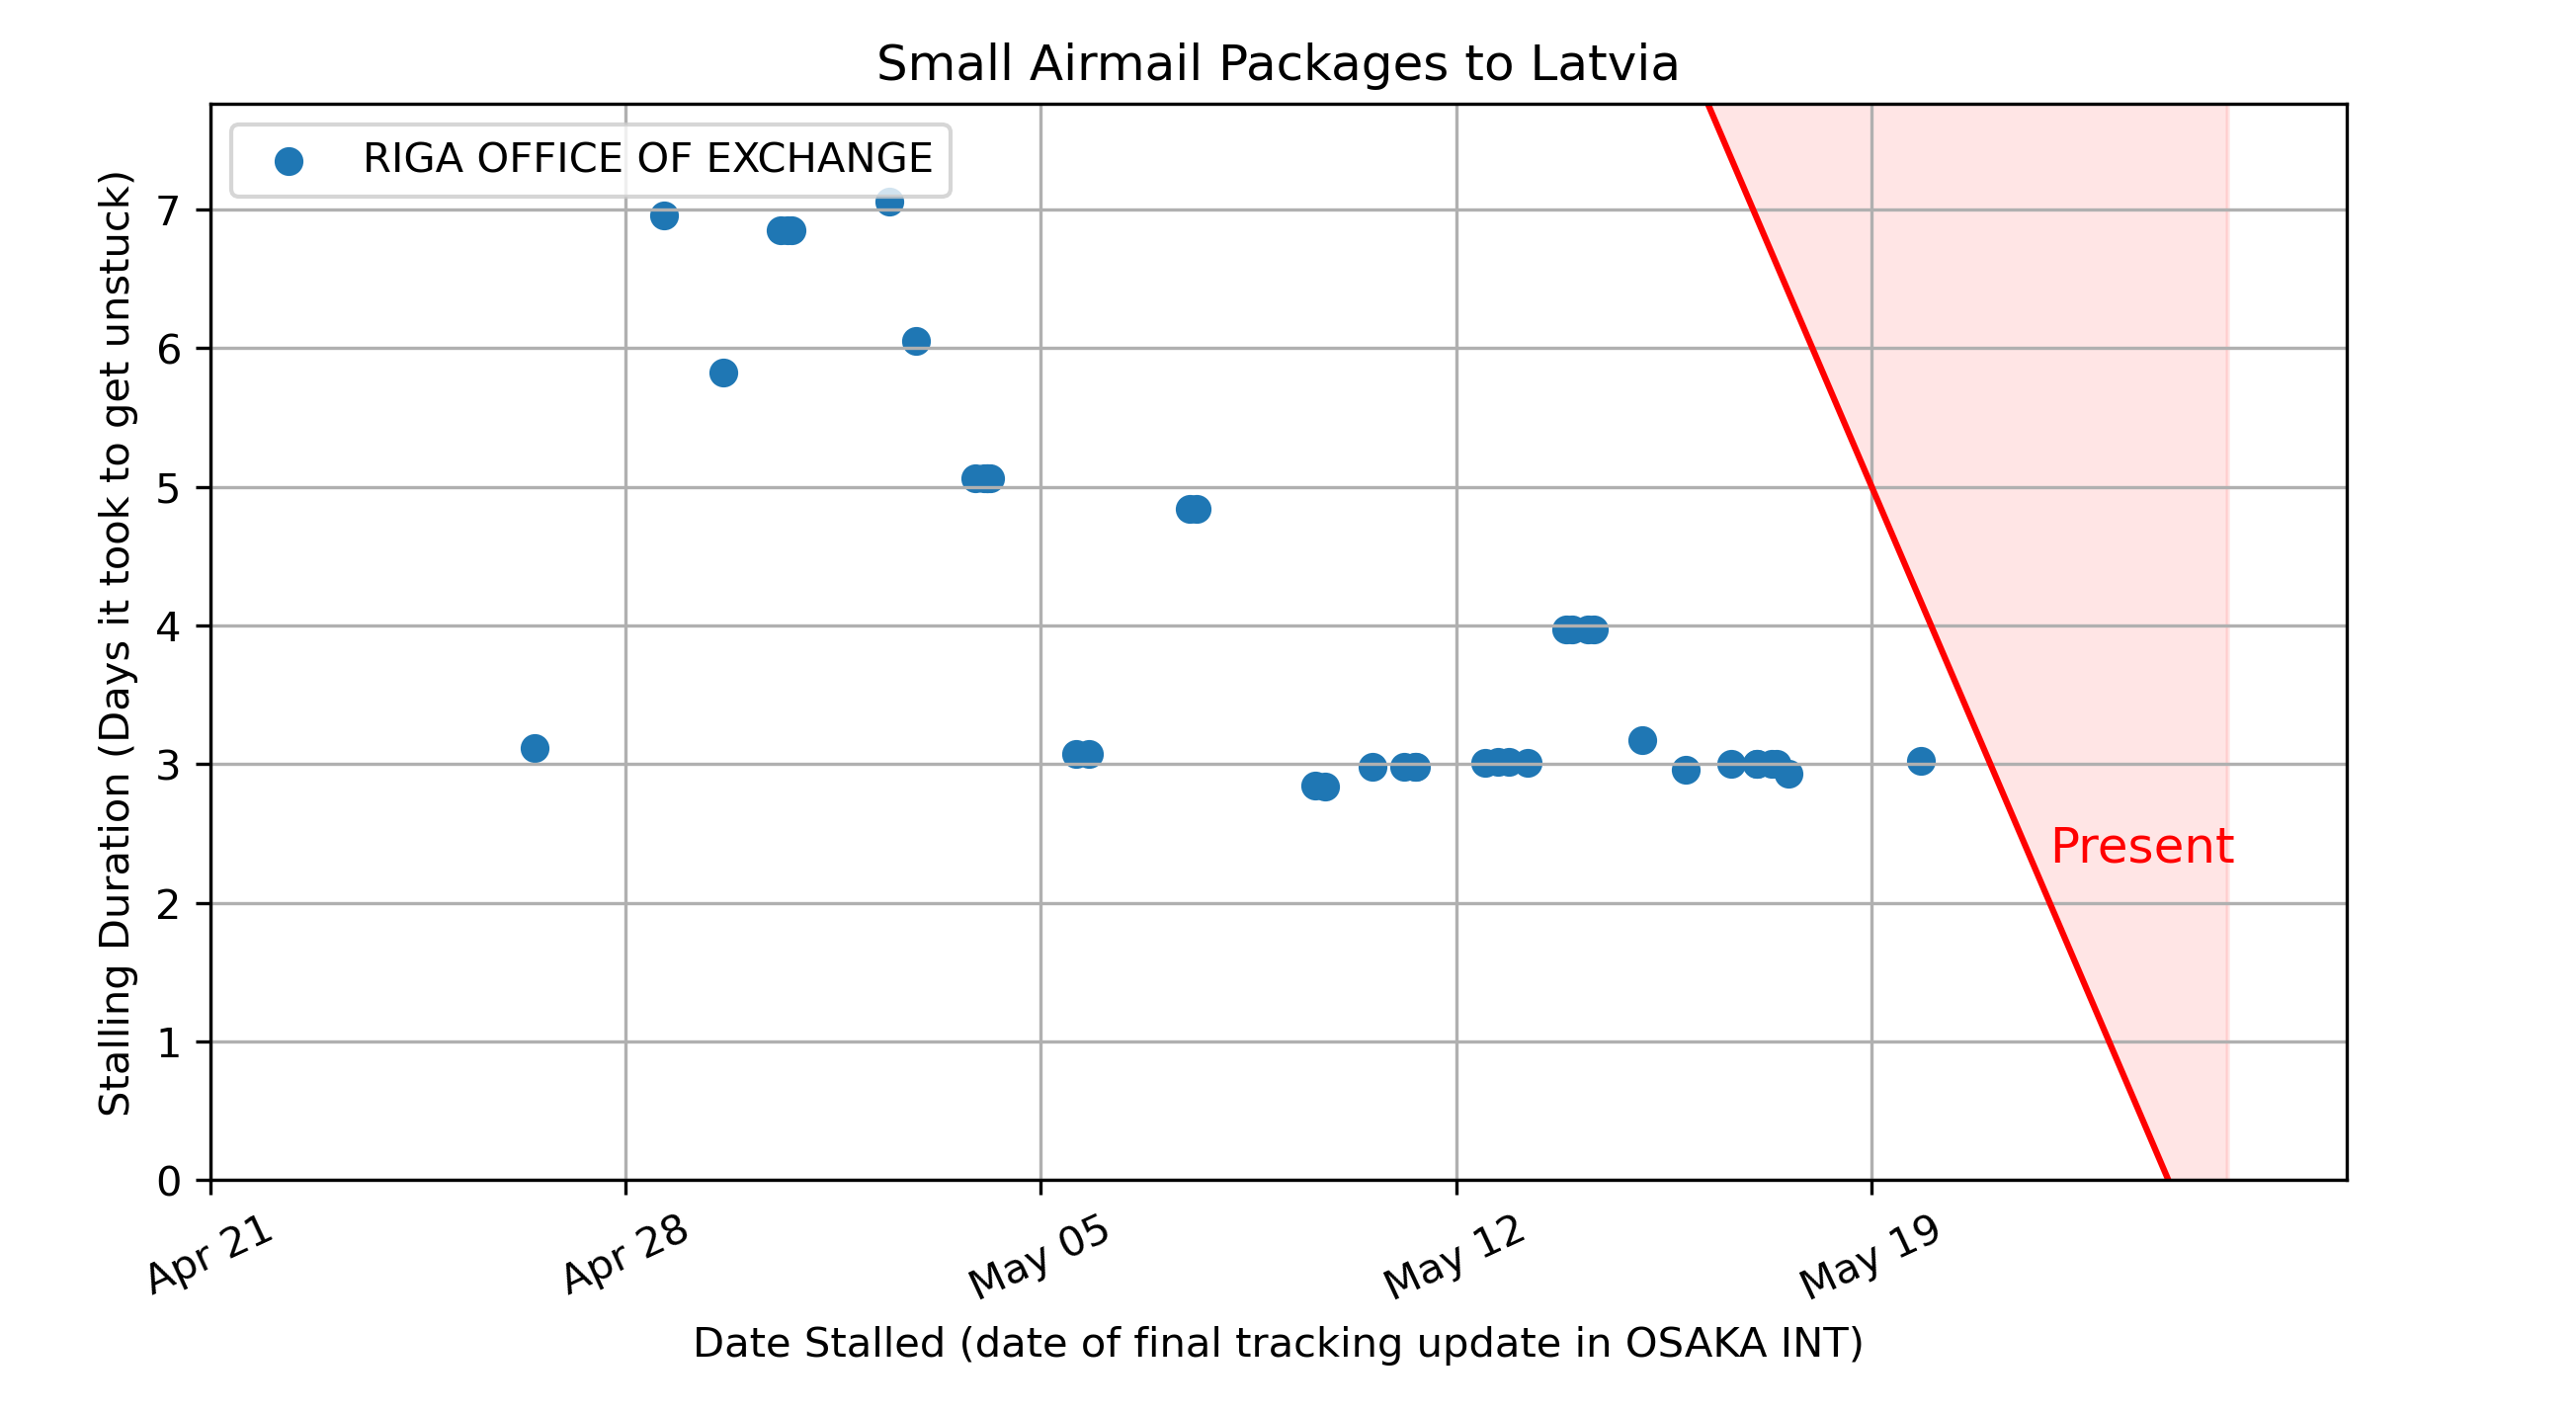 Small Airmail Packages to Latvia
RIGA OFFICE OF EXCHANGE
Stalling Duration (Days it took to get unstuck)
7
6
5
4
3
2
1
0
Present
Apr 21
Apr 28
May 05
May 12
May 19
Date Stalled (date of final tracking update in OSAKA INT)